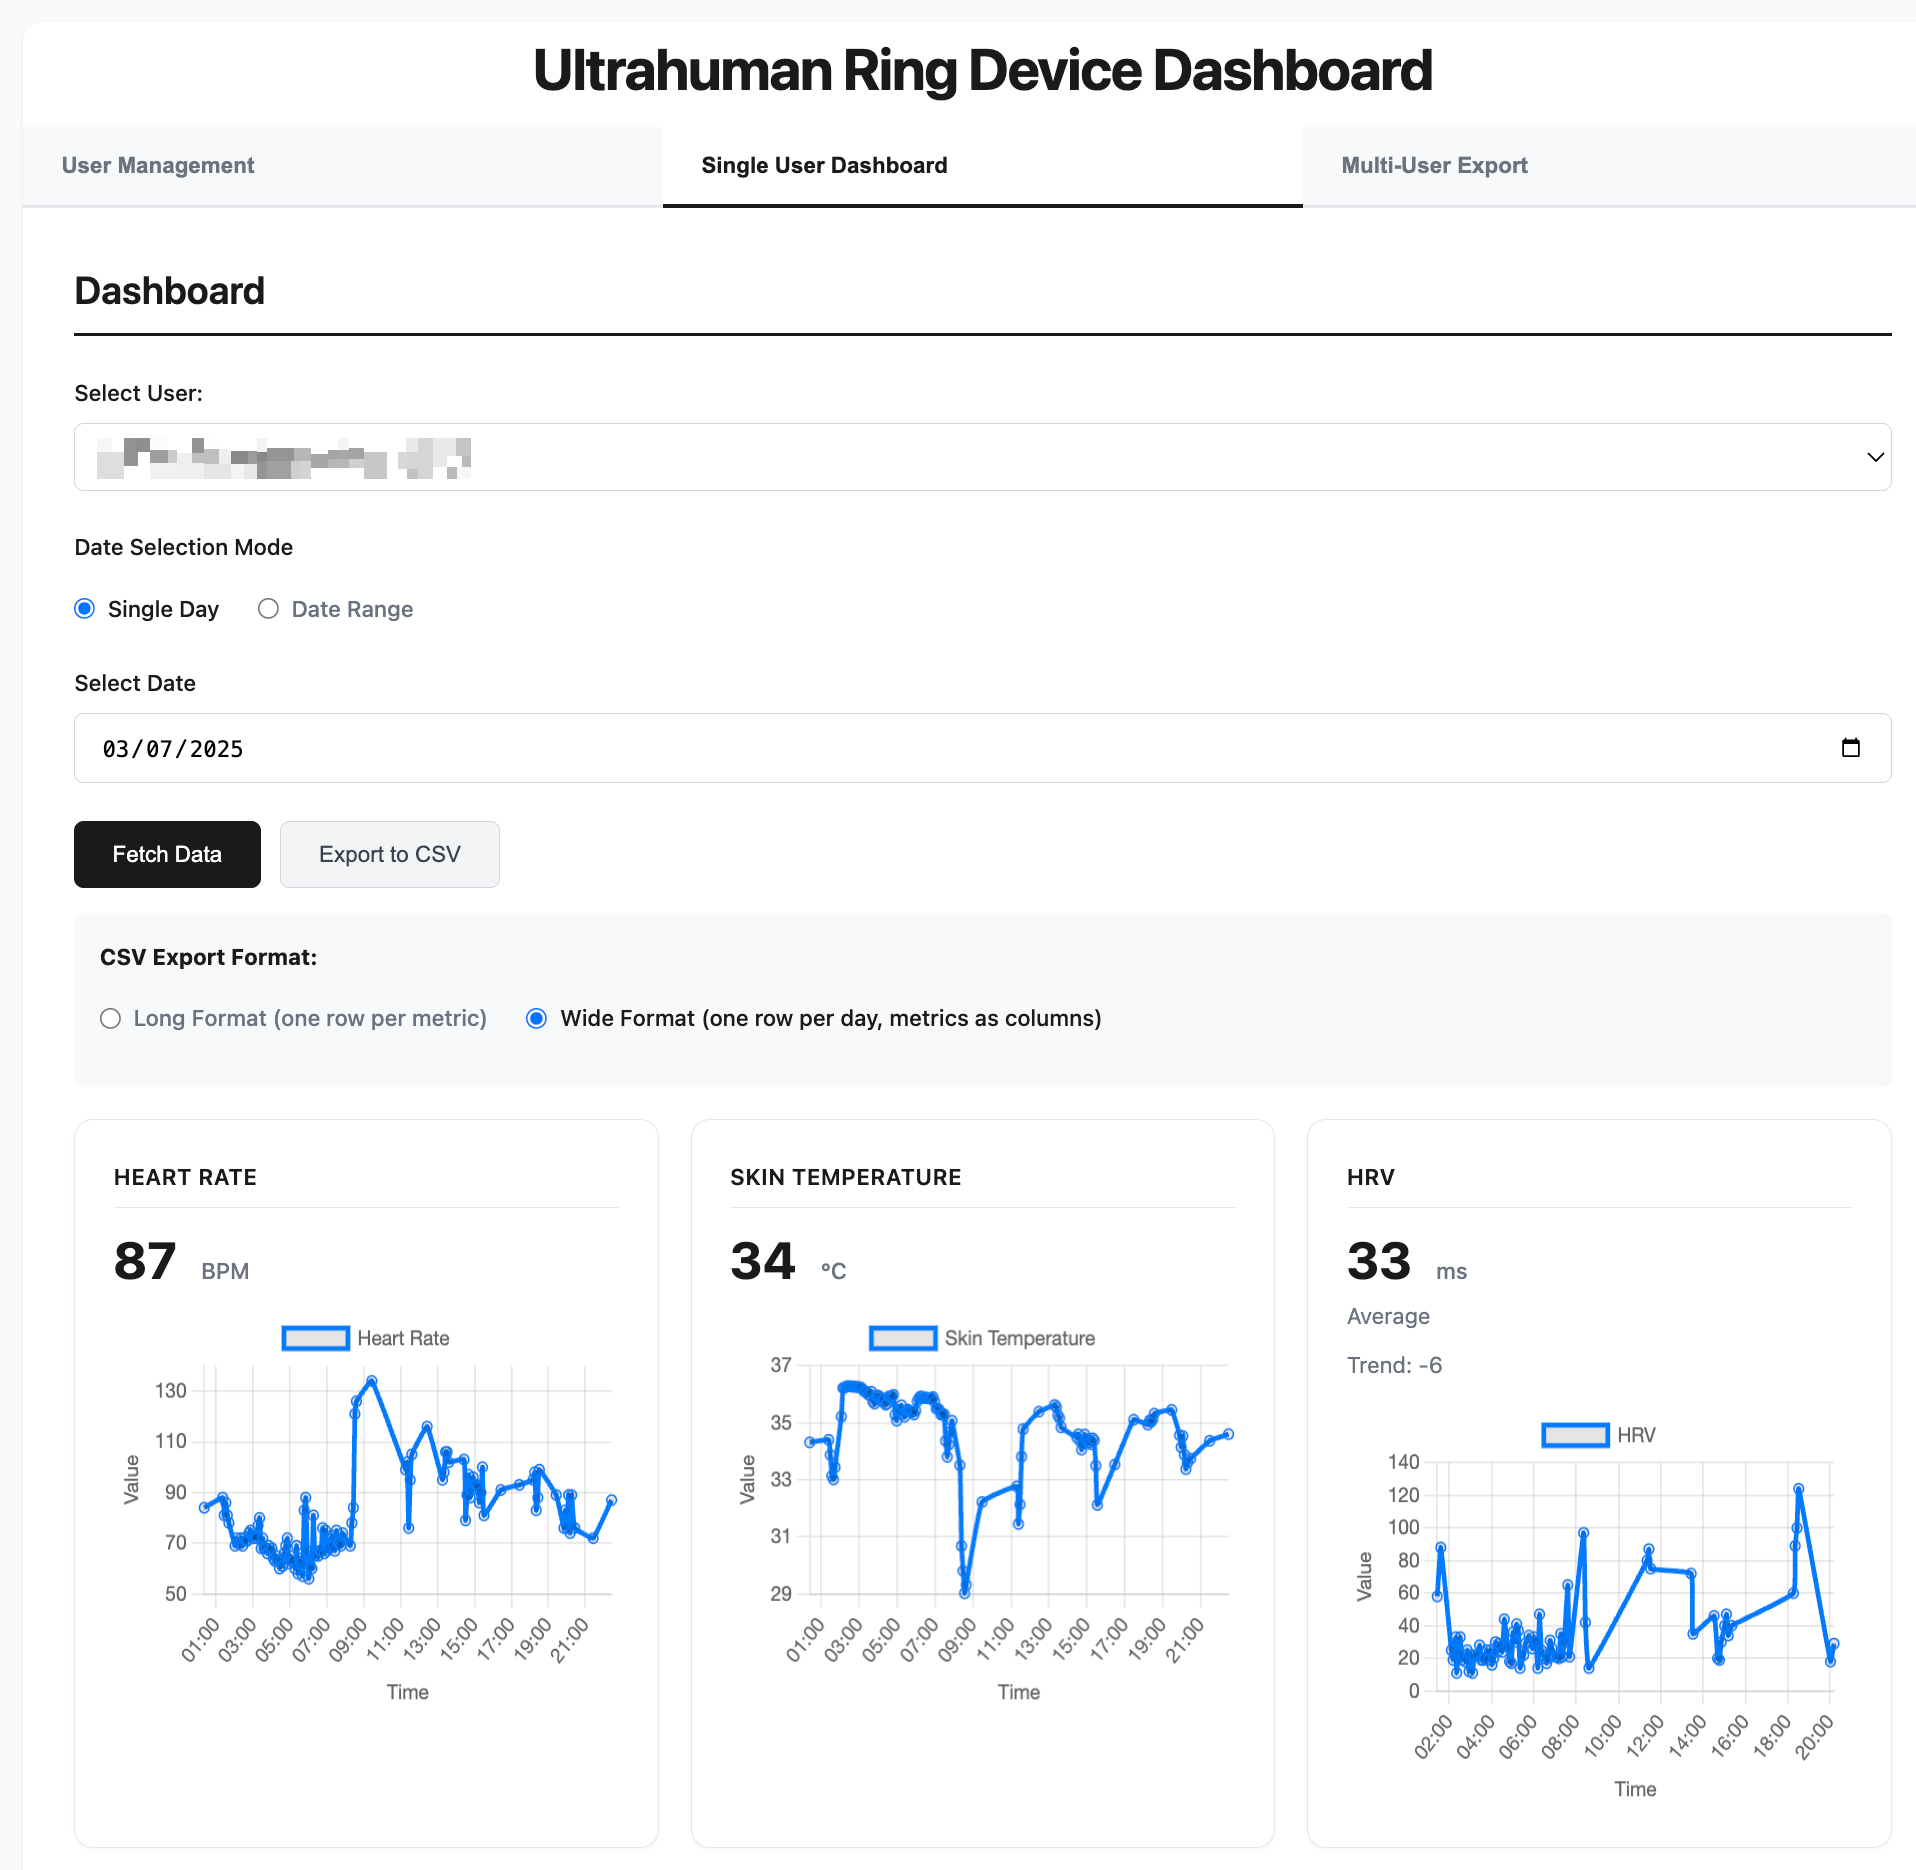 Ultrahuman Ring Device Dashboard
User Management
Single User Dashboard
Multi-User Export
Dashboard
Select User:
Date Selection Mode
Single Day
Date Range
Select Date
03/07/2025
Fetch Data
Export to CSV
CSV Export Format:
Long Format (one row per metric)
Wide Format (one row per day, metrics as columns)
HEART RATE
87 BPM
Heart Rate
130
110
90
70
50
Value
01:00
03:00
05:00
07:00
09:00
11:00
13:00
15:00
17:00
19:00
21:00
Time
SKIN TEMPERATURE
34 °C
Skin Temperature
37
35
33
31
29
Value
01:00
03:00
05:00
07:00
09:00
11:00
13:00
15:00
17:00
19:00
21:00
Time
HRV
33 ms
Average
Trend: -6
HRV
140
120
100
80
60
40
20
0
Value
02:00
04:00
06:00
08:00
10:00
12:00
14:00
16:00
18:00
20:00
Time